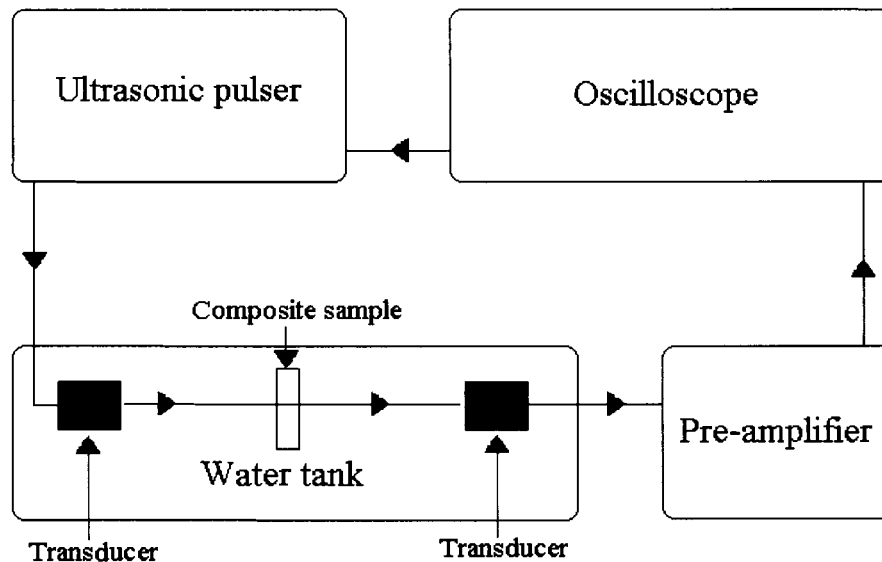 Ultrasonic pulser
Oscilloscope
Composite sample
Pre-amplifier
Water tank
Transducer
Transducer